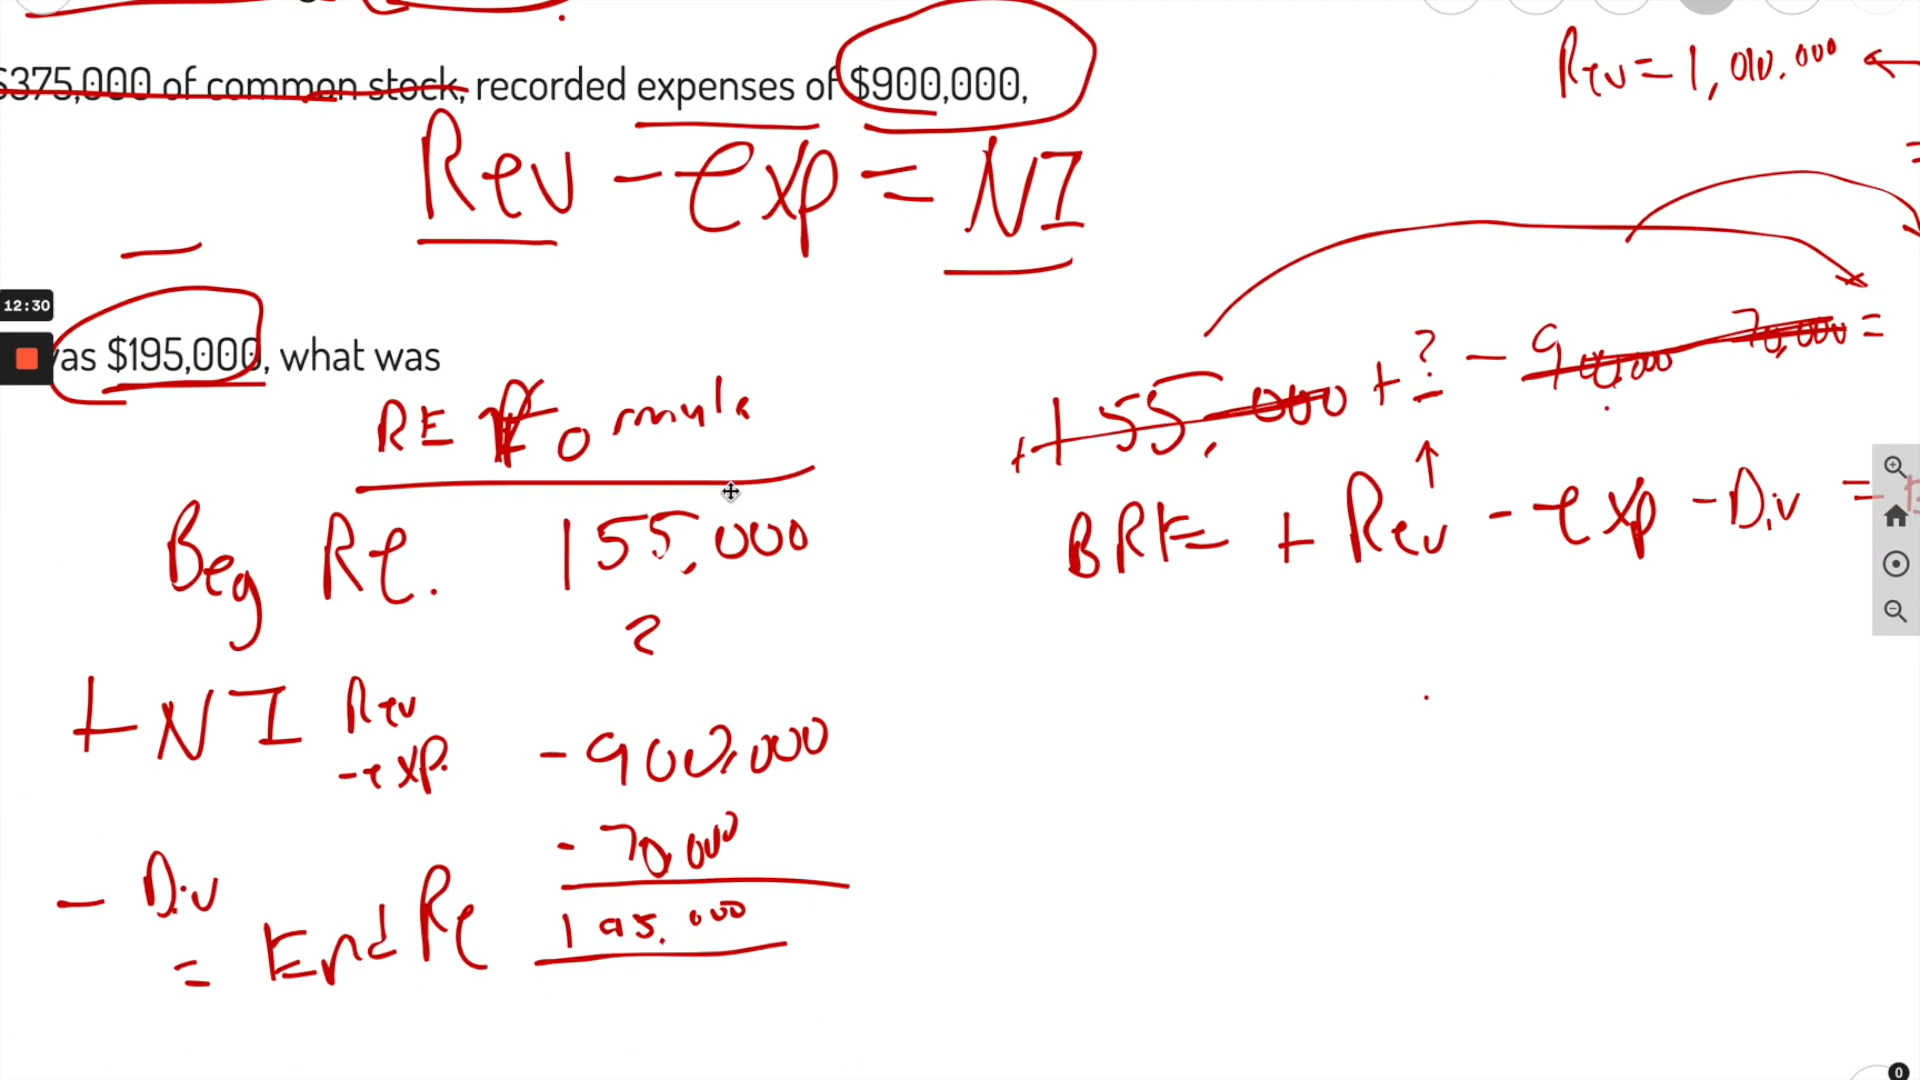 $375,000 of common stock, recorded expenses of $900,000,
Rev = 1,010,000
Rev - exp = NI
12:30
as $195,000, what was
155,000 + ? - 900,000 70,000 =
RE Formula
BRE + Rev - exp - Div =
Beg Re. 155,000
?
+ NI Rev
- exp. - 900,000
- Div - 70,000
= End Re 195,000
0